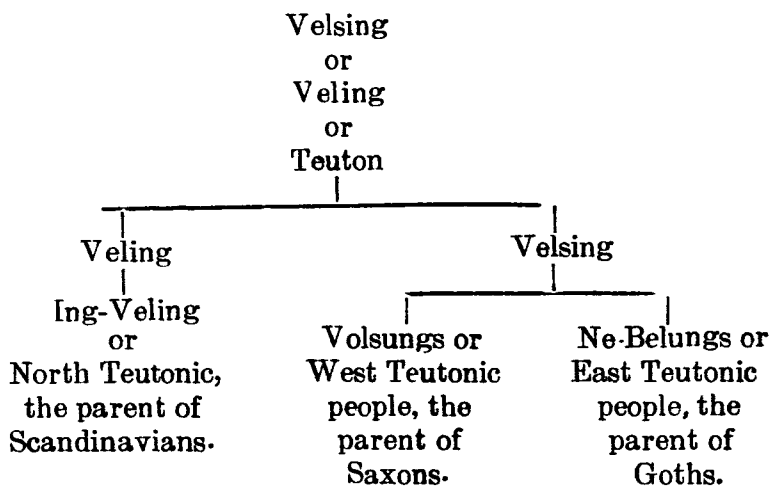 Velsing
or
Veling
or
Teuton
Veling
Velsing
Ing-Veling
or
North Teutonic,
the parent of
Scandinavians.
Volsungs or
West Teutonic
people, the
parent of
Saxons.
Ne-Belungs or
East Teutonic
people, the
parent of
Goths.